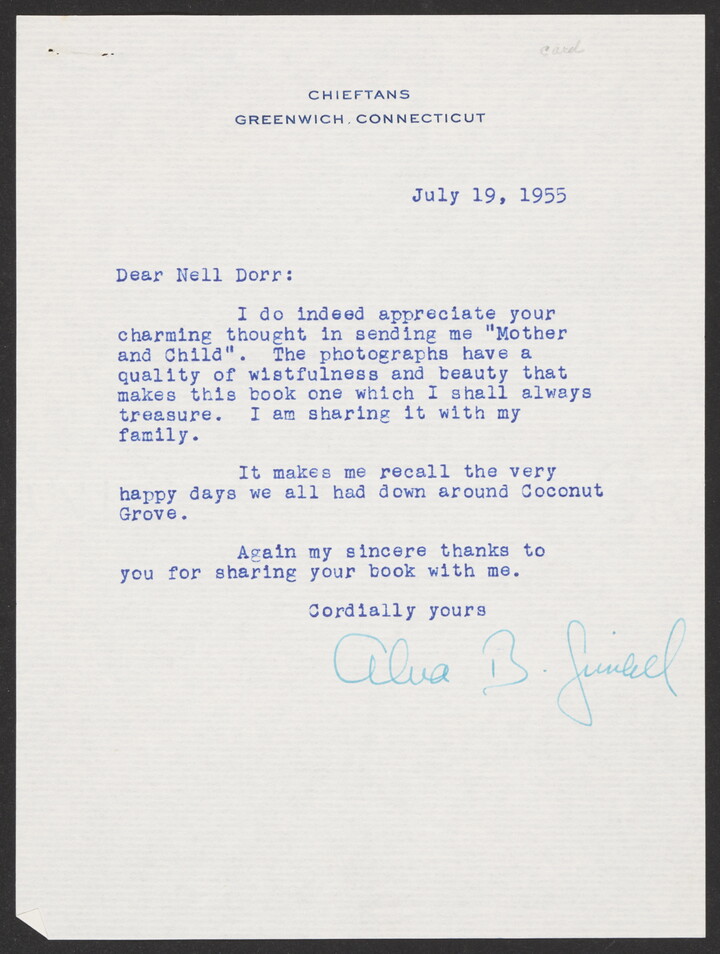 card
CHIEFTANS
GREENWICH, CONNECTICUT
July 19, 1955
Dear Nell Dorr:
I do indeed appreciate your
charming thought in sending me "Mother
and Child". The photographs have a
quality of wistfulness and beauty that
makes this book one which I shall always
treasure. I am sharing it with my
family.
It makes me recall the very
happy days we all had down around Coconut
Grove.
Again my sincere thanks to
you for sharing your book with me.
Cordially yours
Alva B. Gimbel